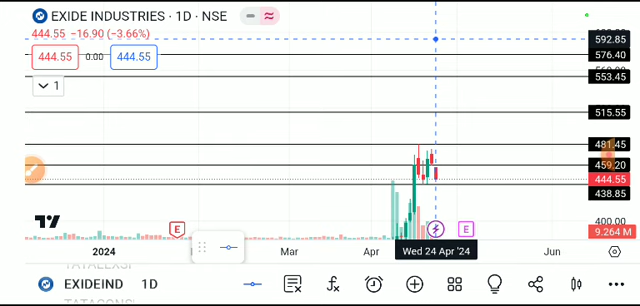 EXIDE INDUSTRIES · 1D · NSE
444.55 −16.90 (−3.66%)
444.55 0.00 444.55
1
592.85
576.40
553.45
515.55
481.45
459.20
444.55
438.85
400.00
9.264 M
E E
2024 Mar Apr Wed 24 Apr '24 Jun
EXIDEIND 1D